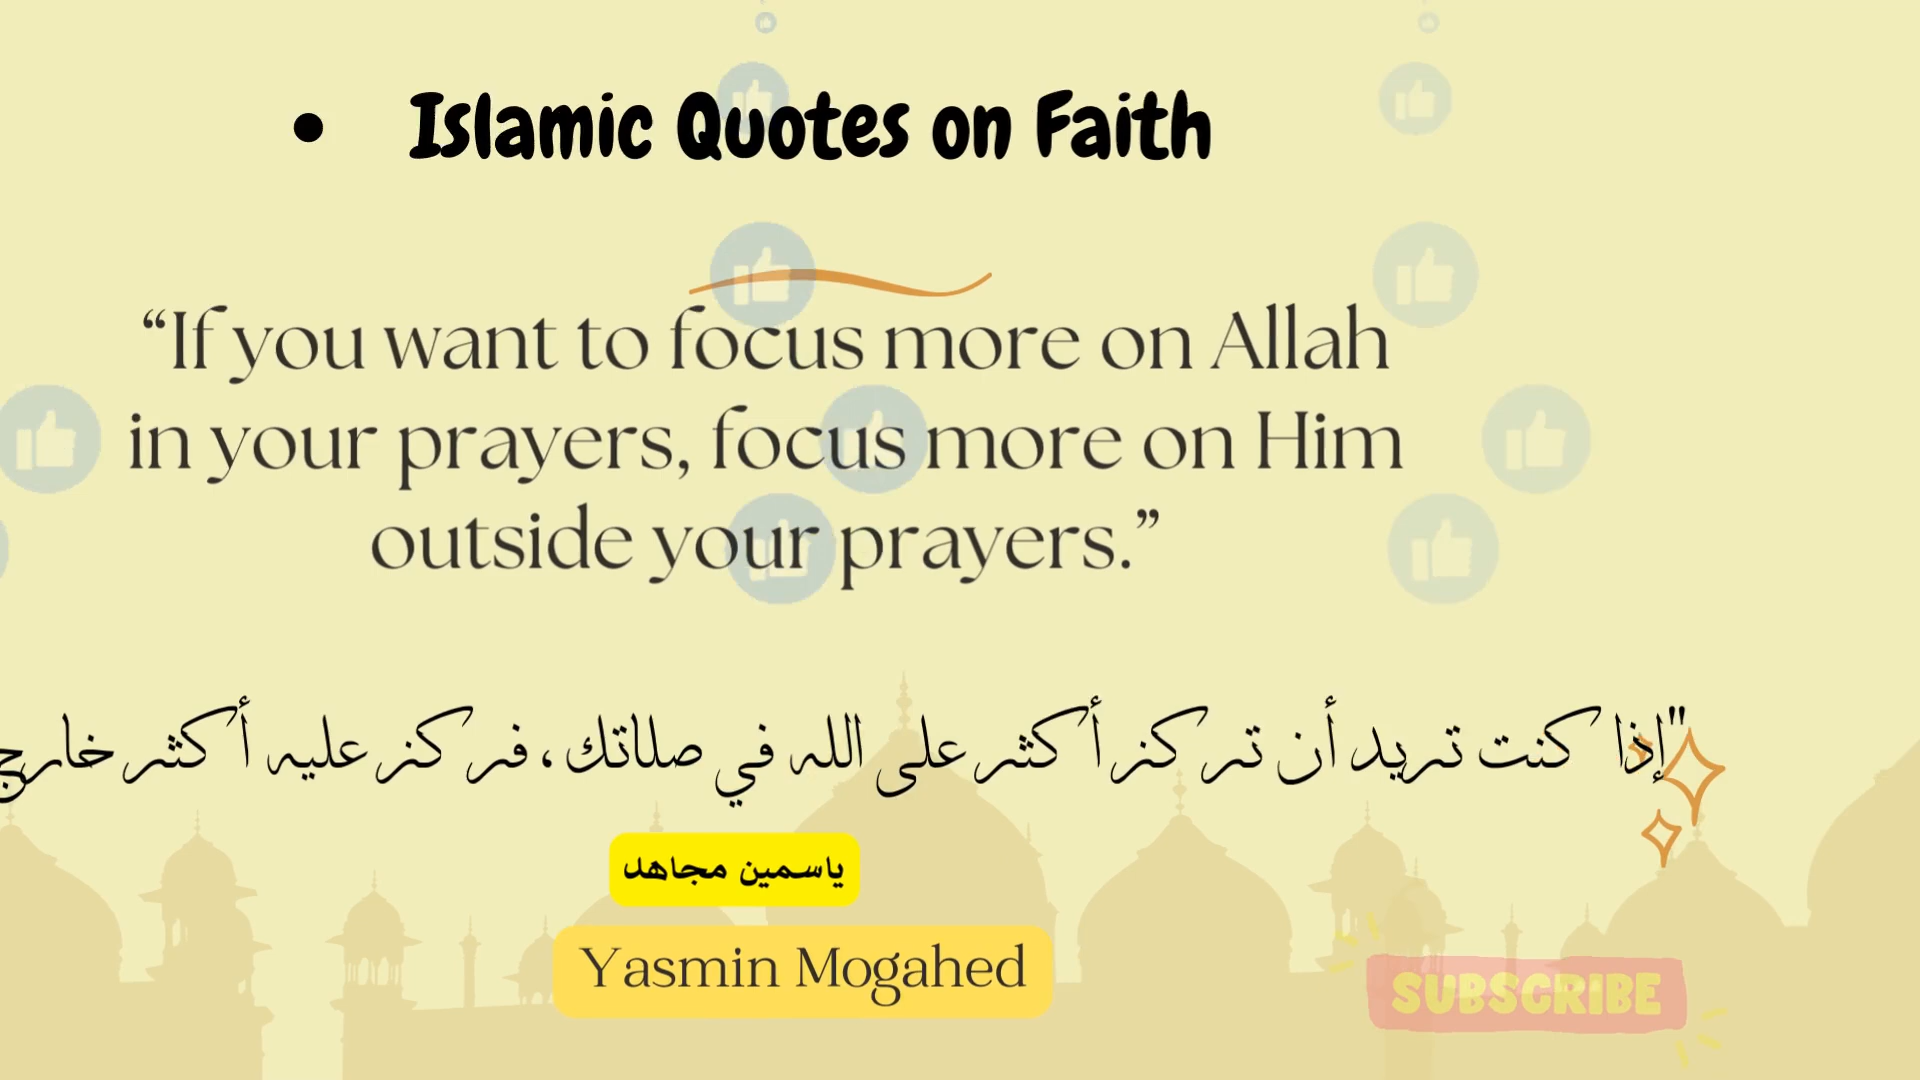 • Islamic Quotes on Faith
“If you want to focus more on Allah
in your prayers, focus more on Him
outside your prayers.”
"إذا كنت تريد أن تركز أكثر على الله في صلاتك، فركز عليه أكثر خارج
ياسمين مجاهد
Yasmin Mogahed
SUBSCRIBE